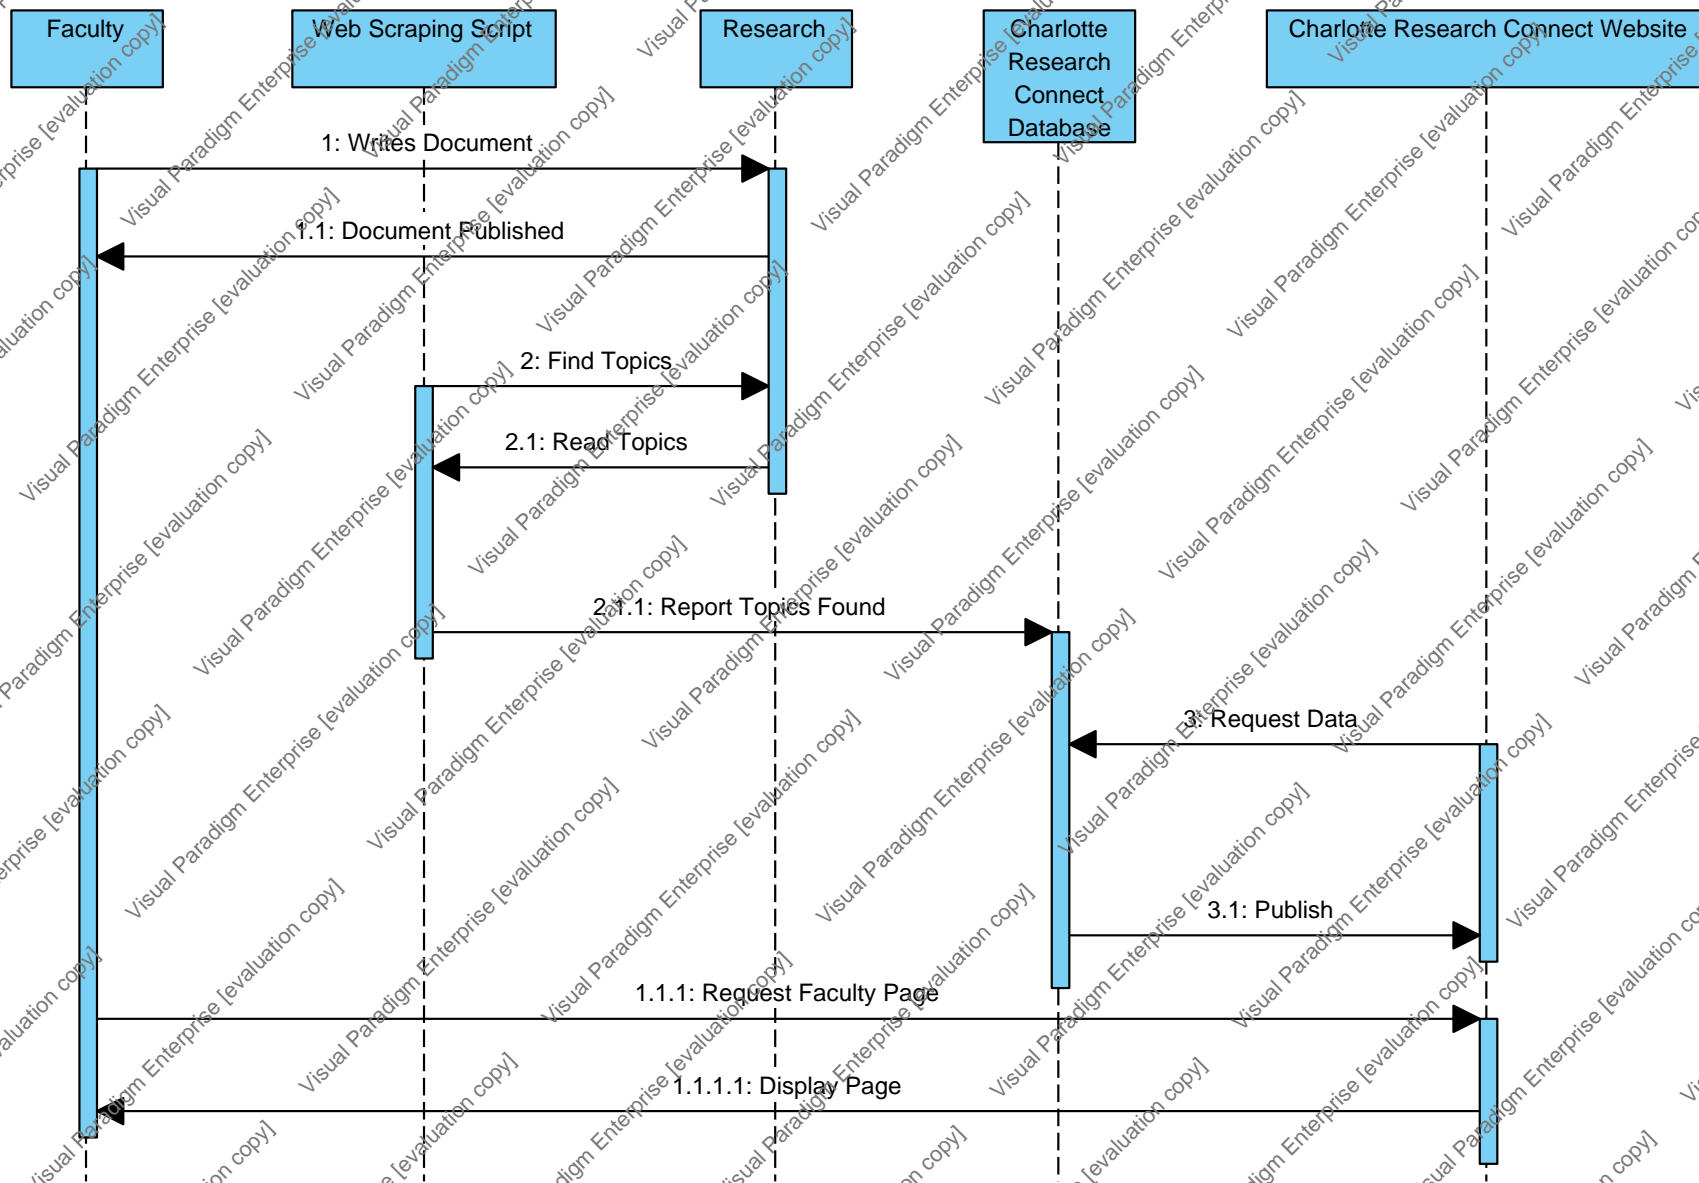 Faculty
Web Scraping Script
Research
Charlotte
Research
Connect
Database
Charlotte Research Connect Website
1: Writes Document
1.1: Document Published
2: Find Topics
2.1: Read Topics
2.1.1: Report Topics Found
3: Request Data
3.1: Publish
1.1.1: Request Faculty Page
1.1.1.1: Display Page
Visual Paradigm Enterprise [evaluation copy]